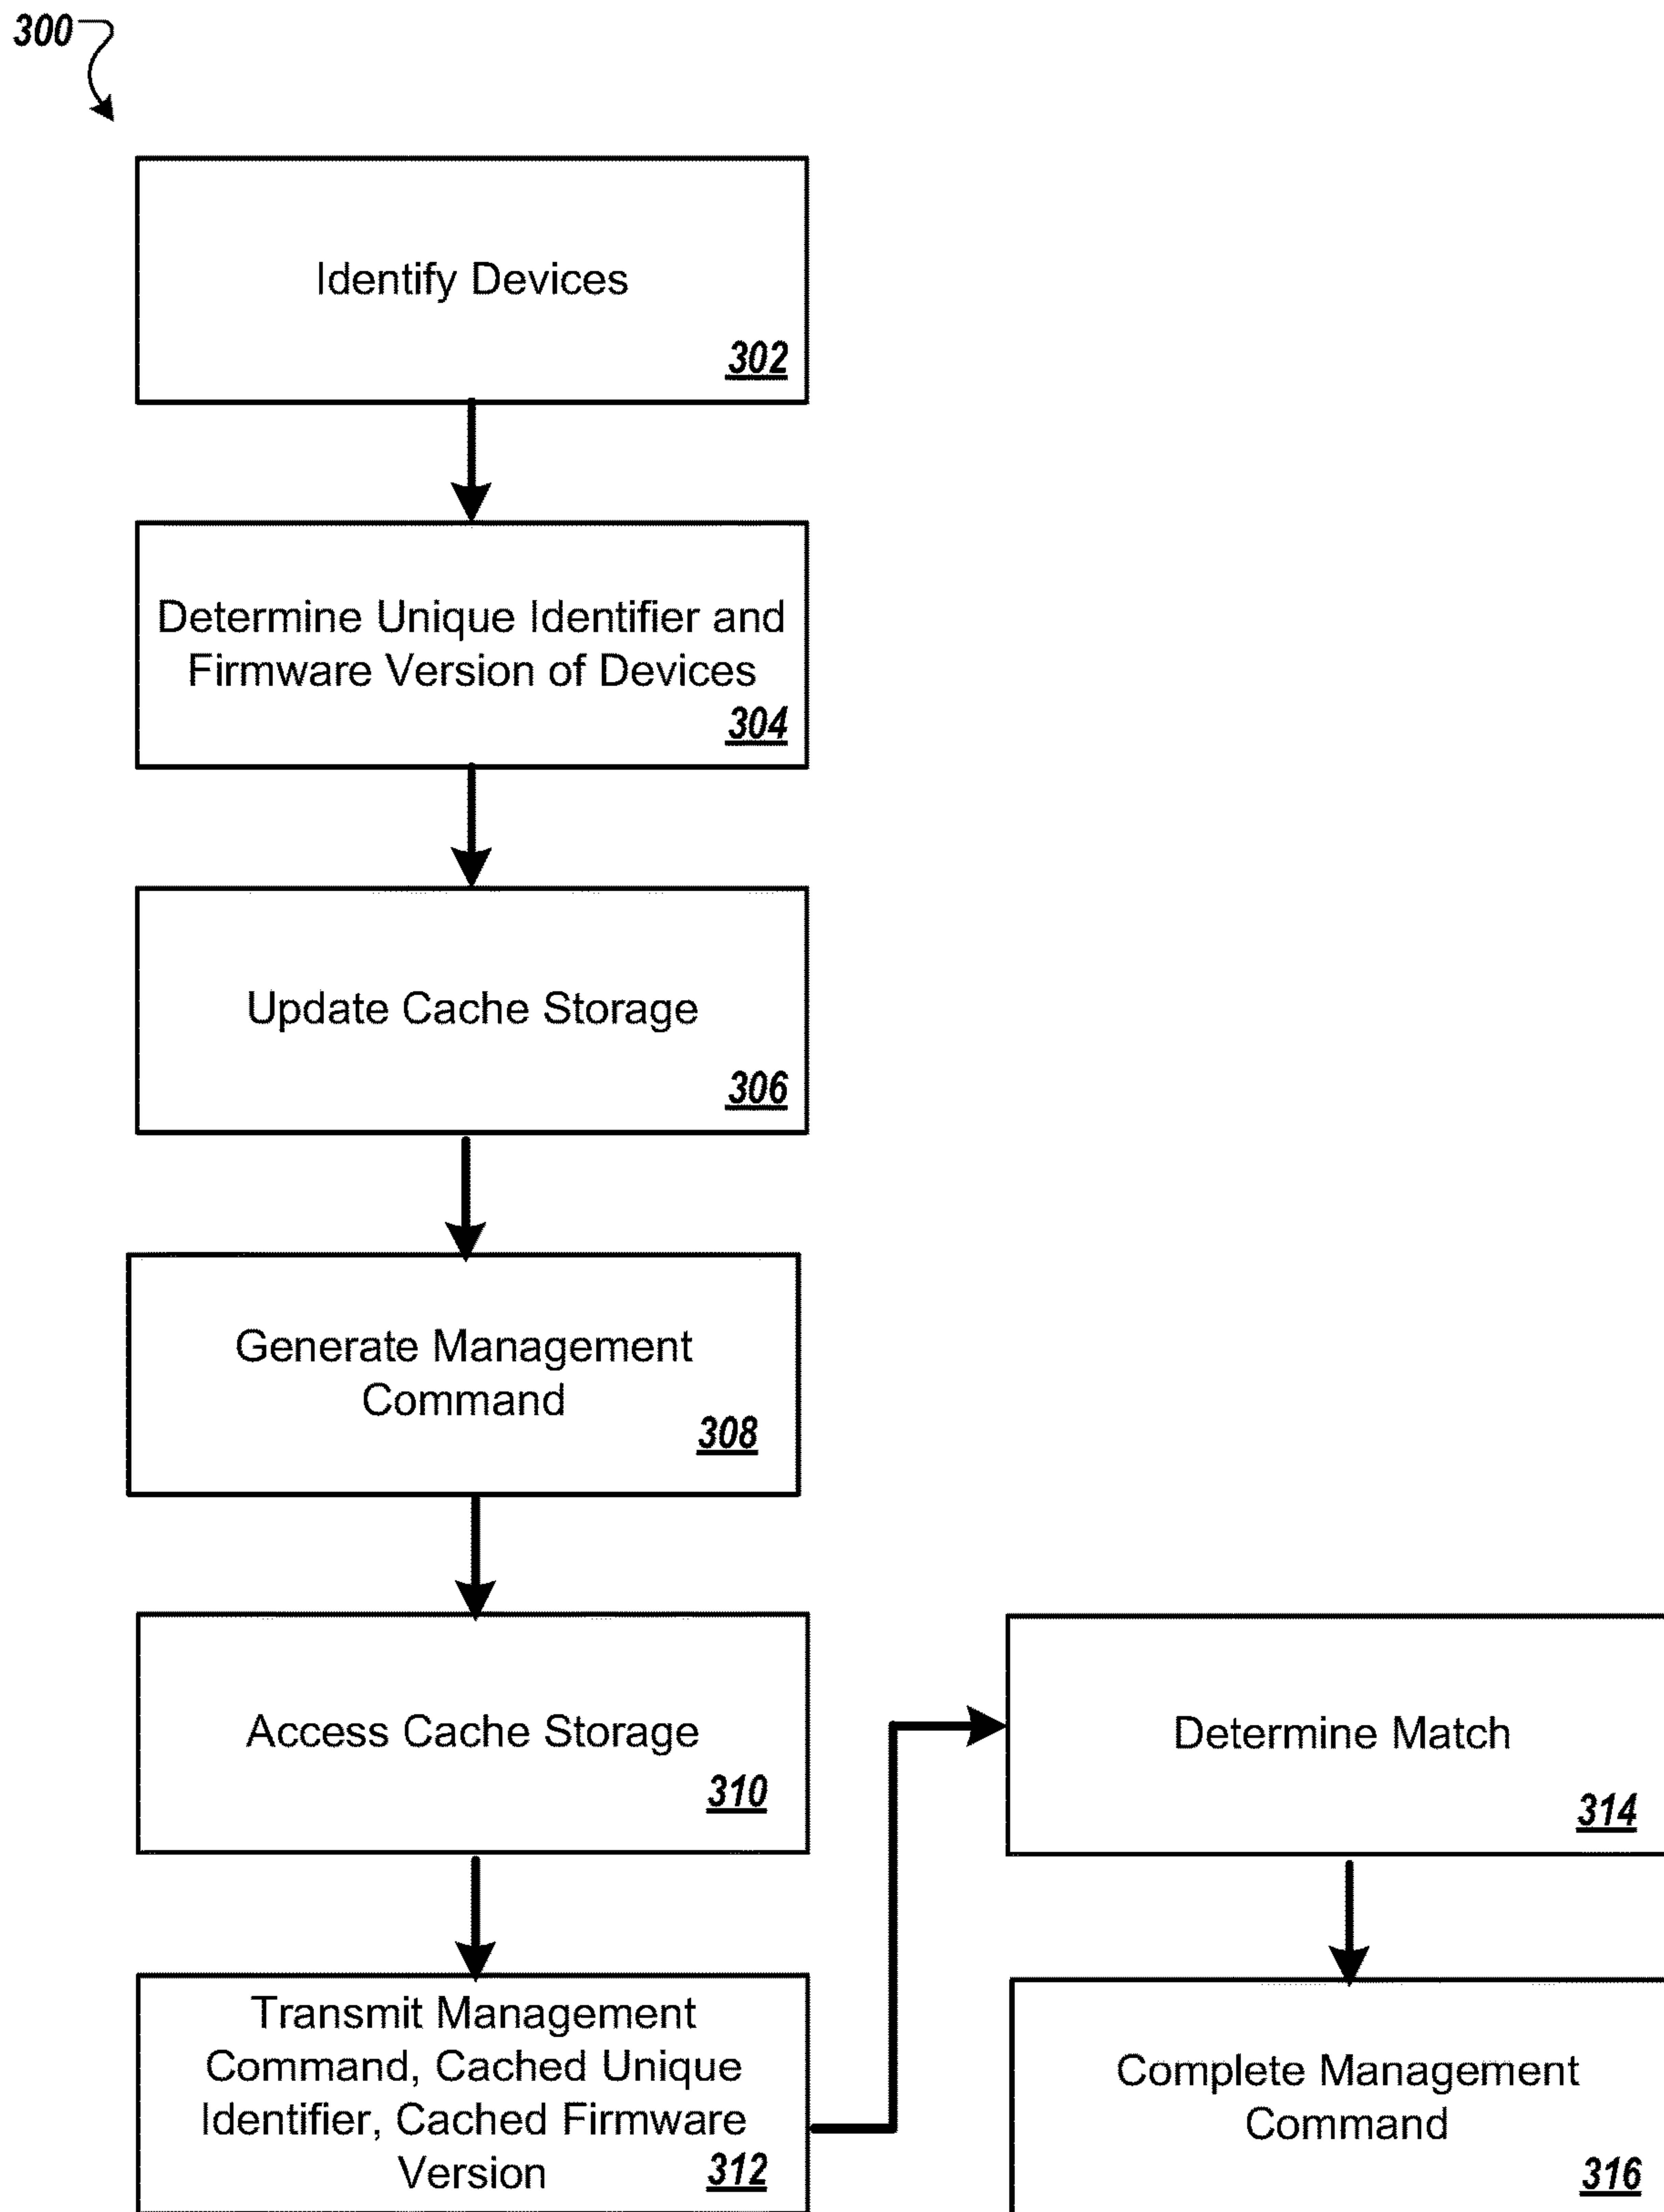 300
Identify Devices
302
Determine Unique Identifier and
Firmware Version of Devices
304
Update Cache Storage
306
Generate Management
Command
308
Access Cache Storage
310
Transmit Management
Command, Cached Unique
Identifier, Cached Firmware
Version
312
Determine Match
314
Complete Management
Command
316